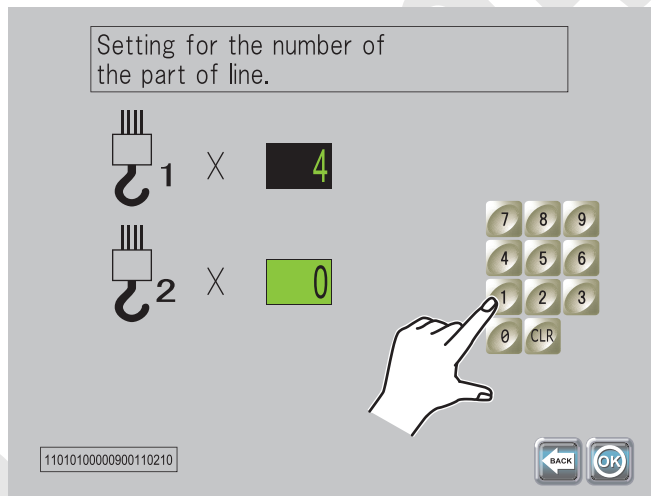 Setting for the number of
the part of line.
1 X 4
2 X 0
7 8 9
4 5 6
1 2 3
0 CLR
11010100000900110210
BACK OK